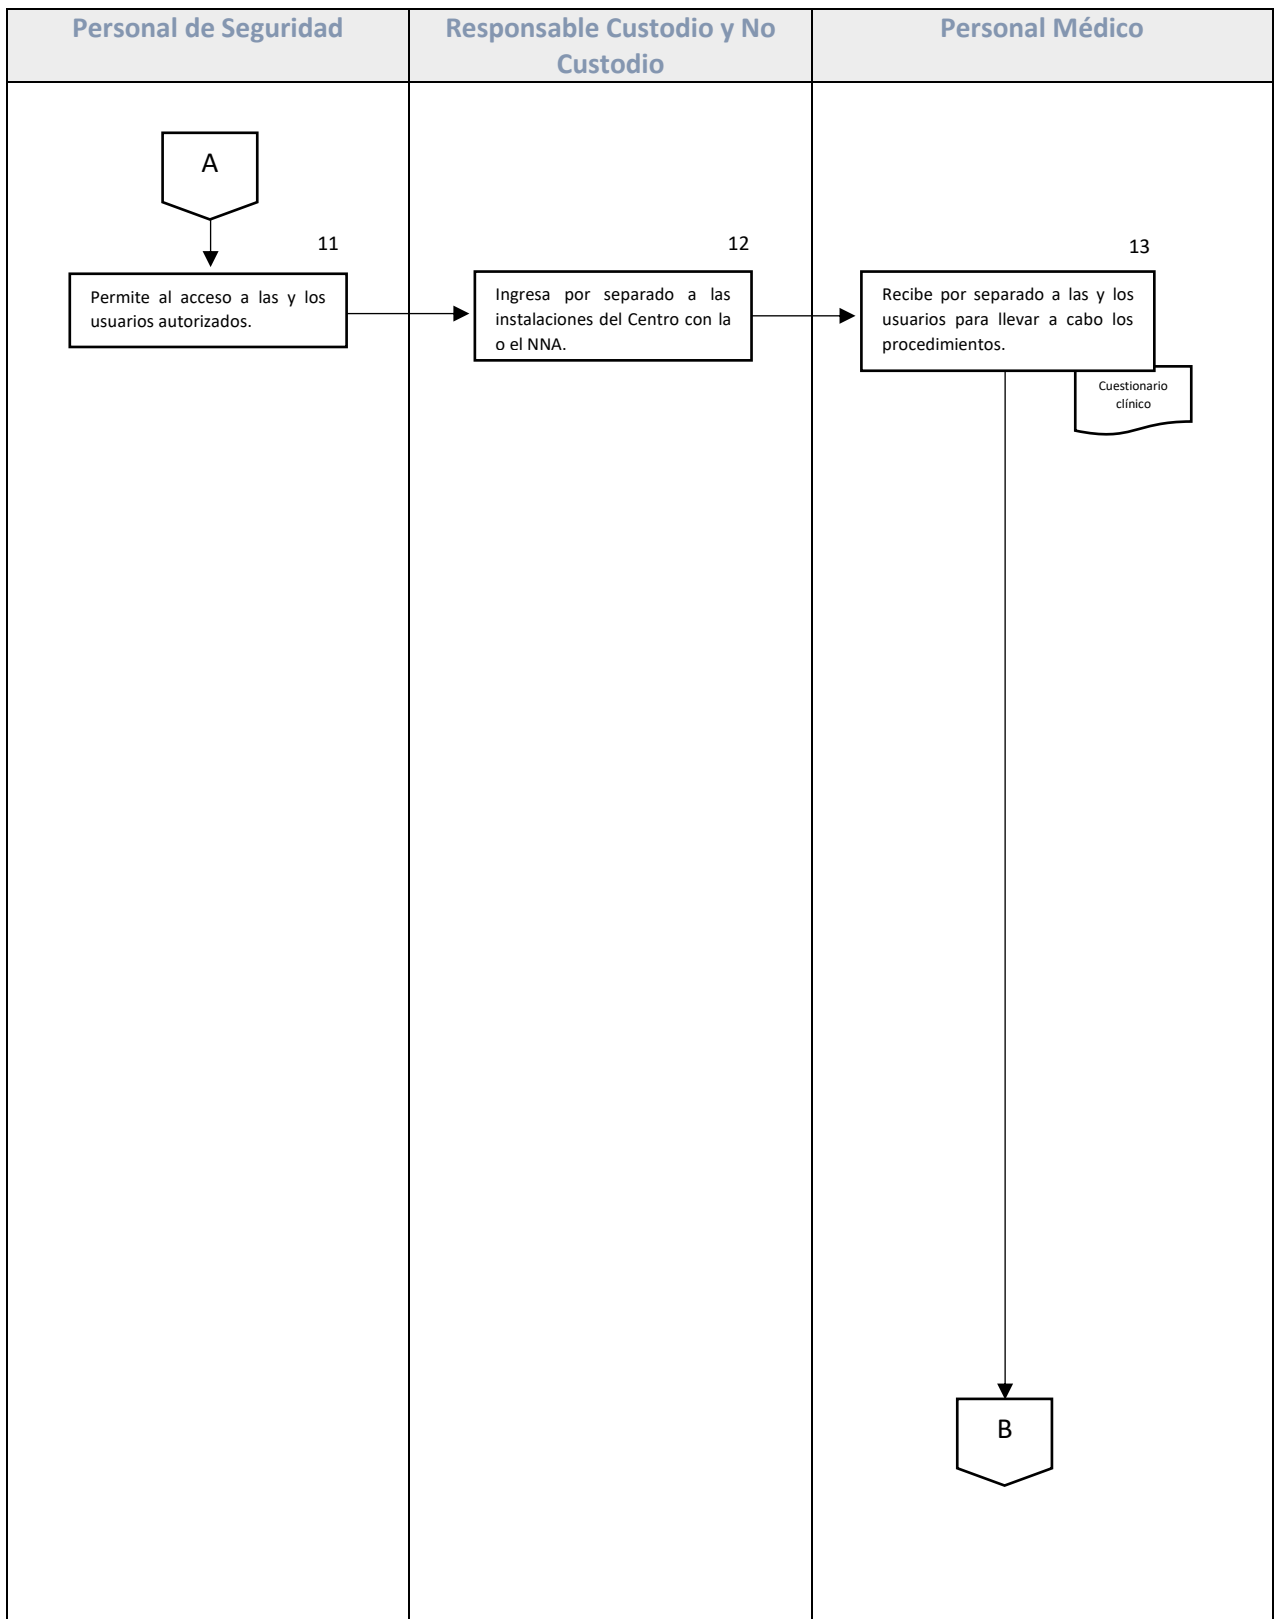 Personal de Seguridad
Responsable Custodio y No
Custodio
Personal Médico
A
11
Permite al acceso a las y los
usuarios autorizados.
12
Ingresa por separado a las
instalaciones del Centro con la
o el NNA.
13
Recibe por separado a las y los
usuarios para llevar a cabo los
procedimientos.
Cuestionario
clínico
B